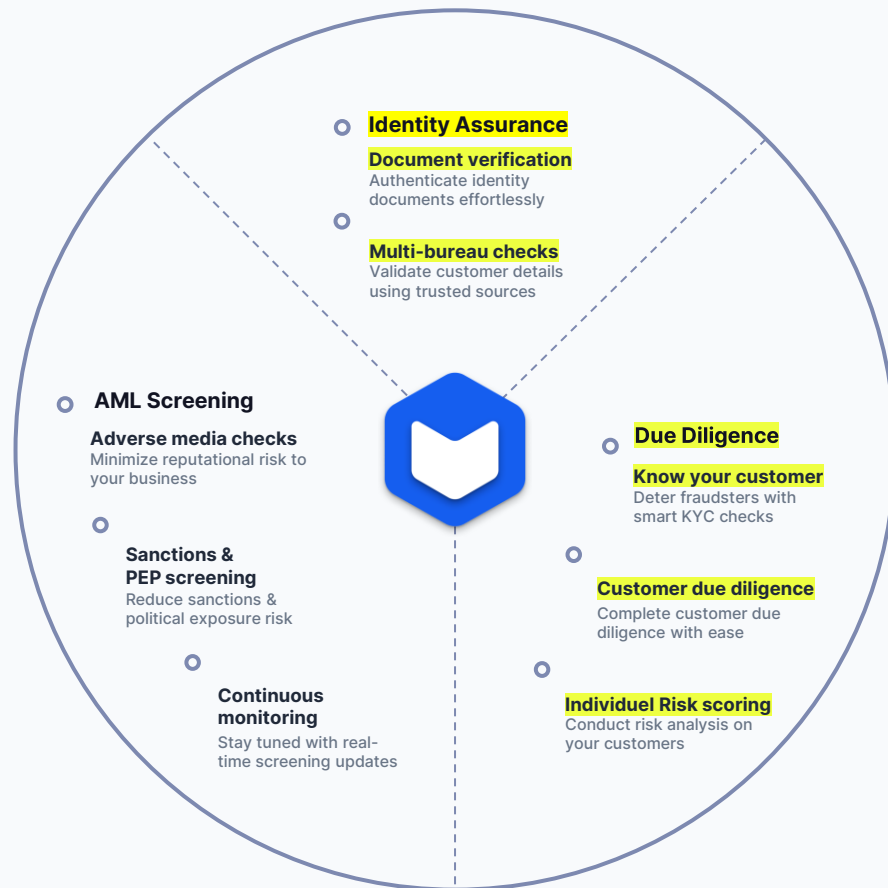 Identity Assurance
Document verification
Authenticate identity
documents effortlessly
Multi-bureau checks
Validate customer details
using trusted sources
AML Screening
Adverse media checks
Minimize reputational risk to
your business
Sanctions &
PEP screening
Reduce sanctions &
political exposure risk
Continuous
monitoring
Stay tuned with real-
time screening updates
Due Diligence
Know your customer
Deter fraudsters with
smart KYC checks
Customer due diligence
Complete customer due
diligence with ease
Individuel Risk scoring
Conduct risk analysis on
your customers